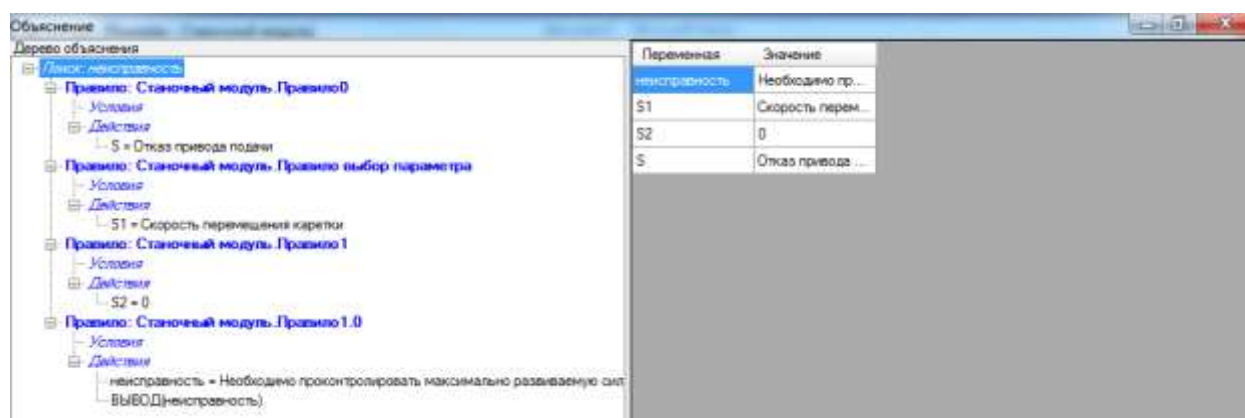 Объяснение
Дерево объяснения
Поиск: неисправность
Правило: Станочный модуль.Правило0
Условия
Действия
S = Отказ привода подачи
Правило: Станочный модуль.Правило выбор параметра
Условия
Действия
S1 = Скорость перемещения каретки
Правило: Станочный модуль.Правило1
Условия
Действия
S2 = 0
Правило: Станочный модуль.Правило1.0
Условия
Действия
неисправность = Необходимо проконтролировать максимально развиваемую сил
ВЫВОД(неисправность)
Переменная Значение
неисправность Необходимо пр...
S1 Скорость перем...
S2 0
S Отказ привода ...